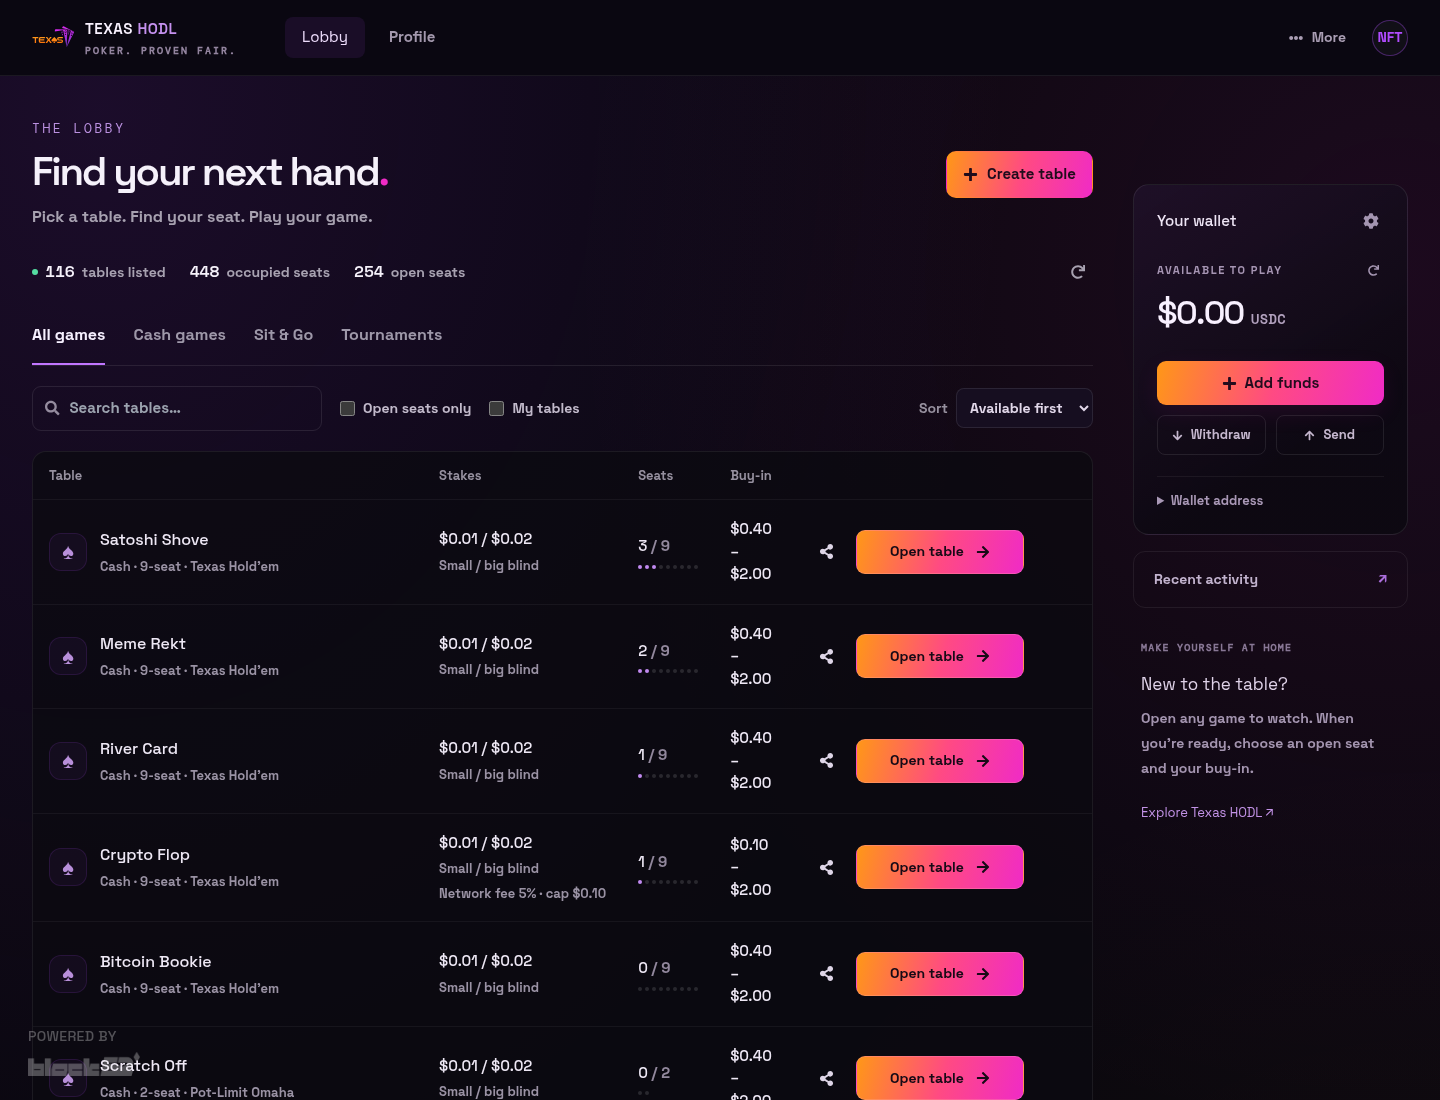 TEXAS
TEXAS HODL
POKER. PROVEN FAIR.
Lobby
Profile
More
NFT
THE LOBBY
Find your next hand.
Pick a table. Find your seat. Play your game.
Create table
116 tables listed
448 occupied seats
254 open seats
All games
Cash games
Sit & Go
Tournaments
Search tables...
Open seats only
My tables
Sort
Available first
Table
Stakes
Seats
Buy-in
Satoshi Shove
Cash · 9-seat · Texas Hold'em
$0.01 / $0.02
Small / big blind
3 / 9
$0.40
–
$2.00
Open table
Meme Rekt
Cash · 9-seat · Texas Hold'em
$0.01 / $0.02
Small / big blind
2 / 9
$0.40
–
$2.00
Open table
River Card
Cash · 9-seat · Texas Hold'em
$0.01 / $0.02
Small / big blind
1 / 9
$0.40
–
$2.00
Open table
Crypto Flop
Cash · 9-seat · Texas Hold'em
$0.01 / $0.02
Small / big blind
Network fee 5% · cap $0.10
1 / 9
$0.10
–
$2.00
Open table
Bitcoin Bookie
Cash · 9-seat · Texas Hold'em
$0.01 / $0.02
Small / big blind
0 / 9
$0.40
–
$2.00
Open table
Scratch Off
Cash · 2-seat · Pot-Limit Omaha
$0.01 / $0.02
Small / big blind
0 / 2
$0.40
–
$2.00
Open table
POWERED BY
Your wallet
AVAILABLE TO PLAY
$0.00 USDC
Add funds
Withdraw
Send
Wallet address
Recent activity
MAKE YOURSELF AT HOME
New to the table?
Open any game to watch. When
you're ready, choose an open seat
and your buy-in.
Explore Texas HODL